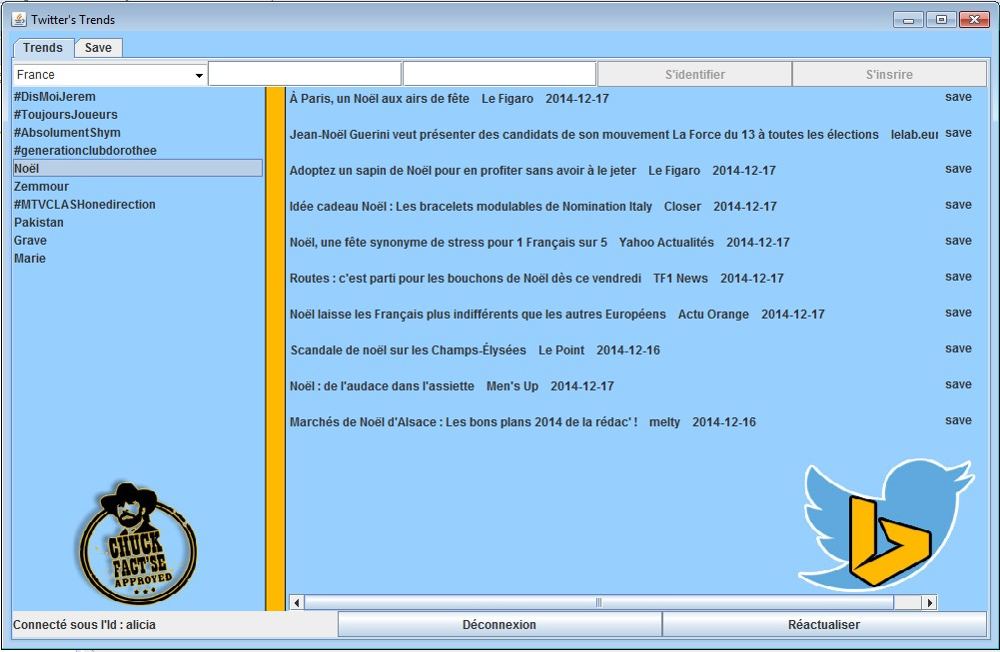 Twitter's Trends
Trends Save
France S'identifier S'insrire
#DisMoiJerem
#ToujoursJoueurs
#AbsolumentShym
#generationclubdorothee
Noël
Zemmour
#MTVCLASHonedirection
Pakistan
Grave
Marie
À Paris, un Noël aux airs de fête Le Figaro 2014-12-17 save
Jean-Noël Guerini veut présenter des candidats de son mouvement La Force du 13 à toutes les élections lelab.eur save
Adoptez un sapin de Noël pour en profiter sans avoir à le jeter Le Figaro 2014-12-17 save
Idée cadeau Noël : Les bracelets modulables de Nomination Italy Closer 2014-12-17 save
Noël, une fête synonyme de stress pour 1 Français sur 5 Yahoo Actualités 2014-12-17 save
Routes : c'est parti pour les bouchons de Noël dès ce vendredi TF1 News 2014-12-17 save
Noël laisse les Français plus indifférents que les autres Européens Actu Orange 2014-12-17 save
Scandale de noël sur les Champs-Élysées Le Point 2014-12-16 save
Noël : de l'audace dans l'assiette Men's Up 2014-12-17 save
Marchés de Noël d'Alsace : Les bons plans 2014 de la rédac' ! melty 2014-12-16 save
CHUCK
FACT'SE
APPROVED
Connecté sous l'Id : alicia Déconnexion Réactualiser